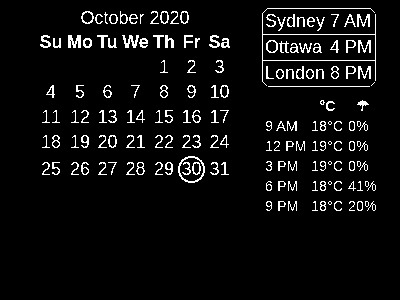 October 2020
Su Mo Tu We Th Fr Sa
1 2 3
4 5 6 7 8 9 10
11 12 13 14 15 16 17
18 19 20 21 22 23 24
25 26 27 28 29 30 31
Sydney 7 AM
Ottawa 4 PM
London 8 PM
°C ☂
9 AM 18°C 0%
12 PM 19°C 0%
3 PM 19°C 0%
6 PM 18°C 41%
9 PM 18°C 20%